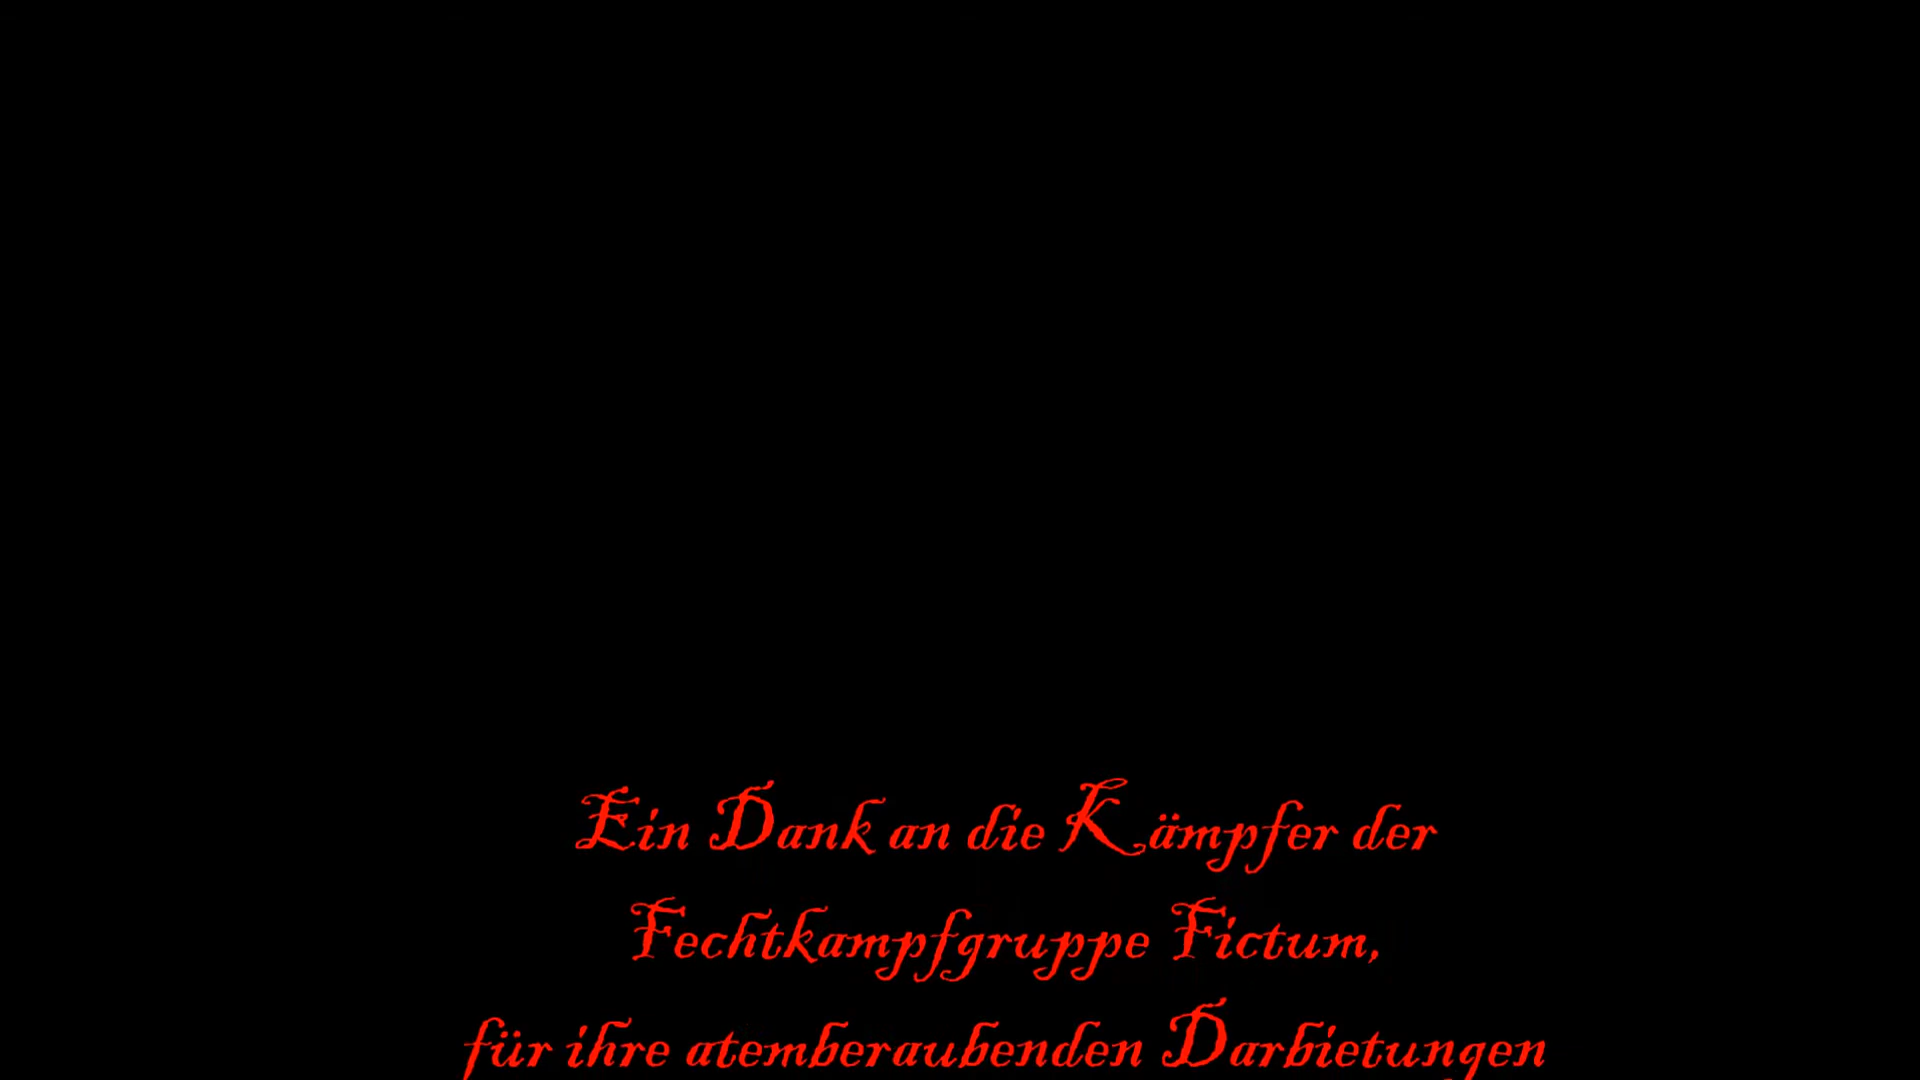 Ein Dank an die Kämpfer der
Fechtkampfgruppe Fictum,
für ihre atemberaubenden Darbietungen